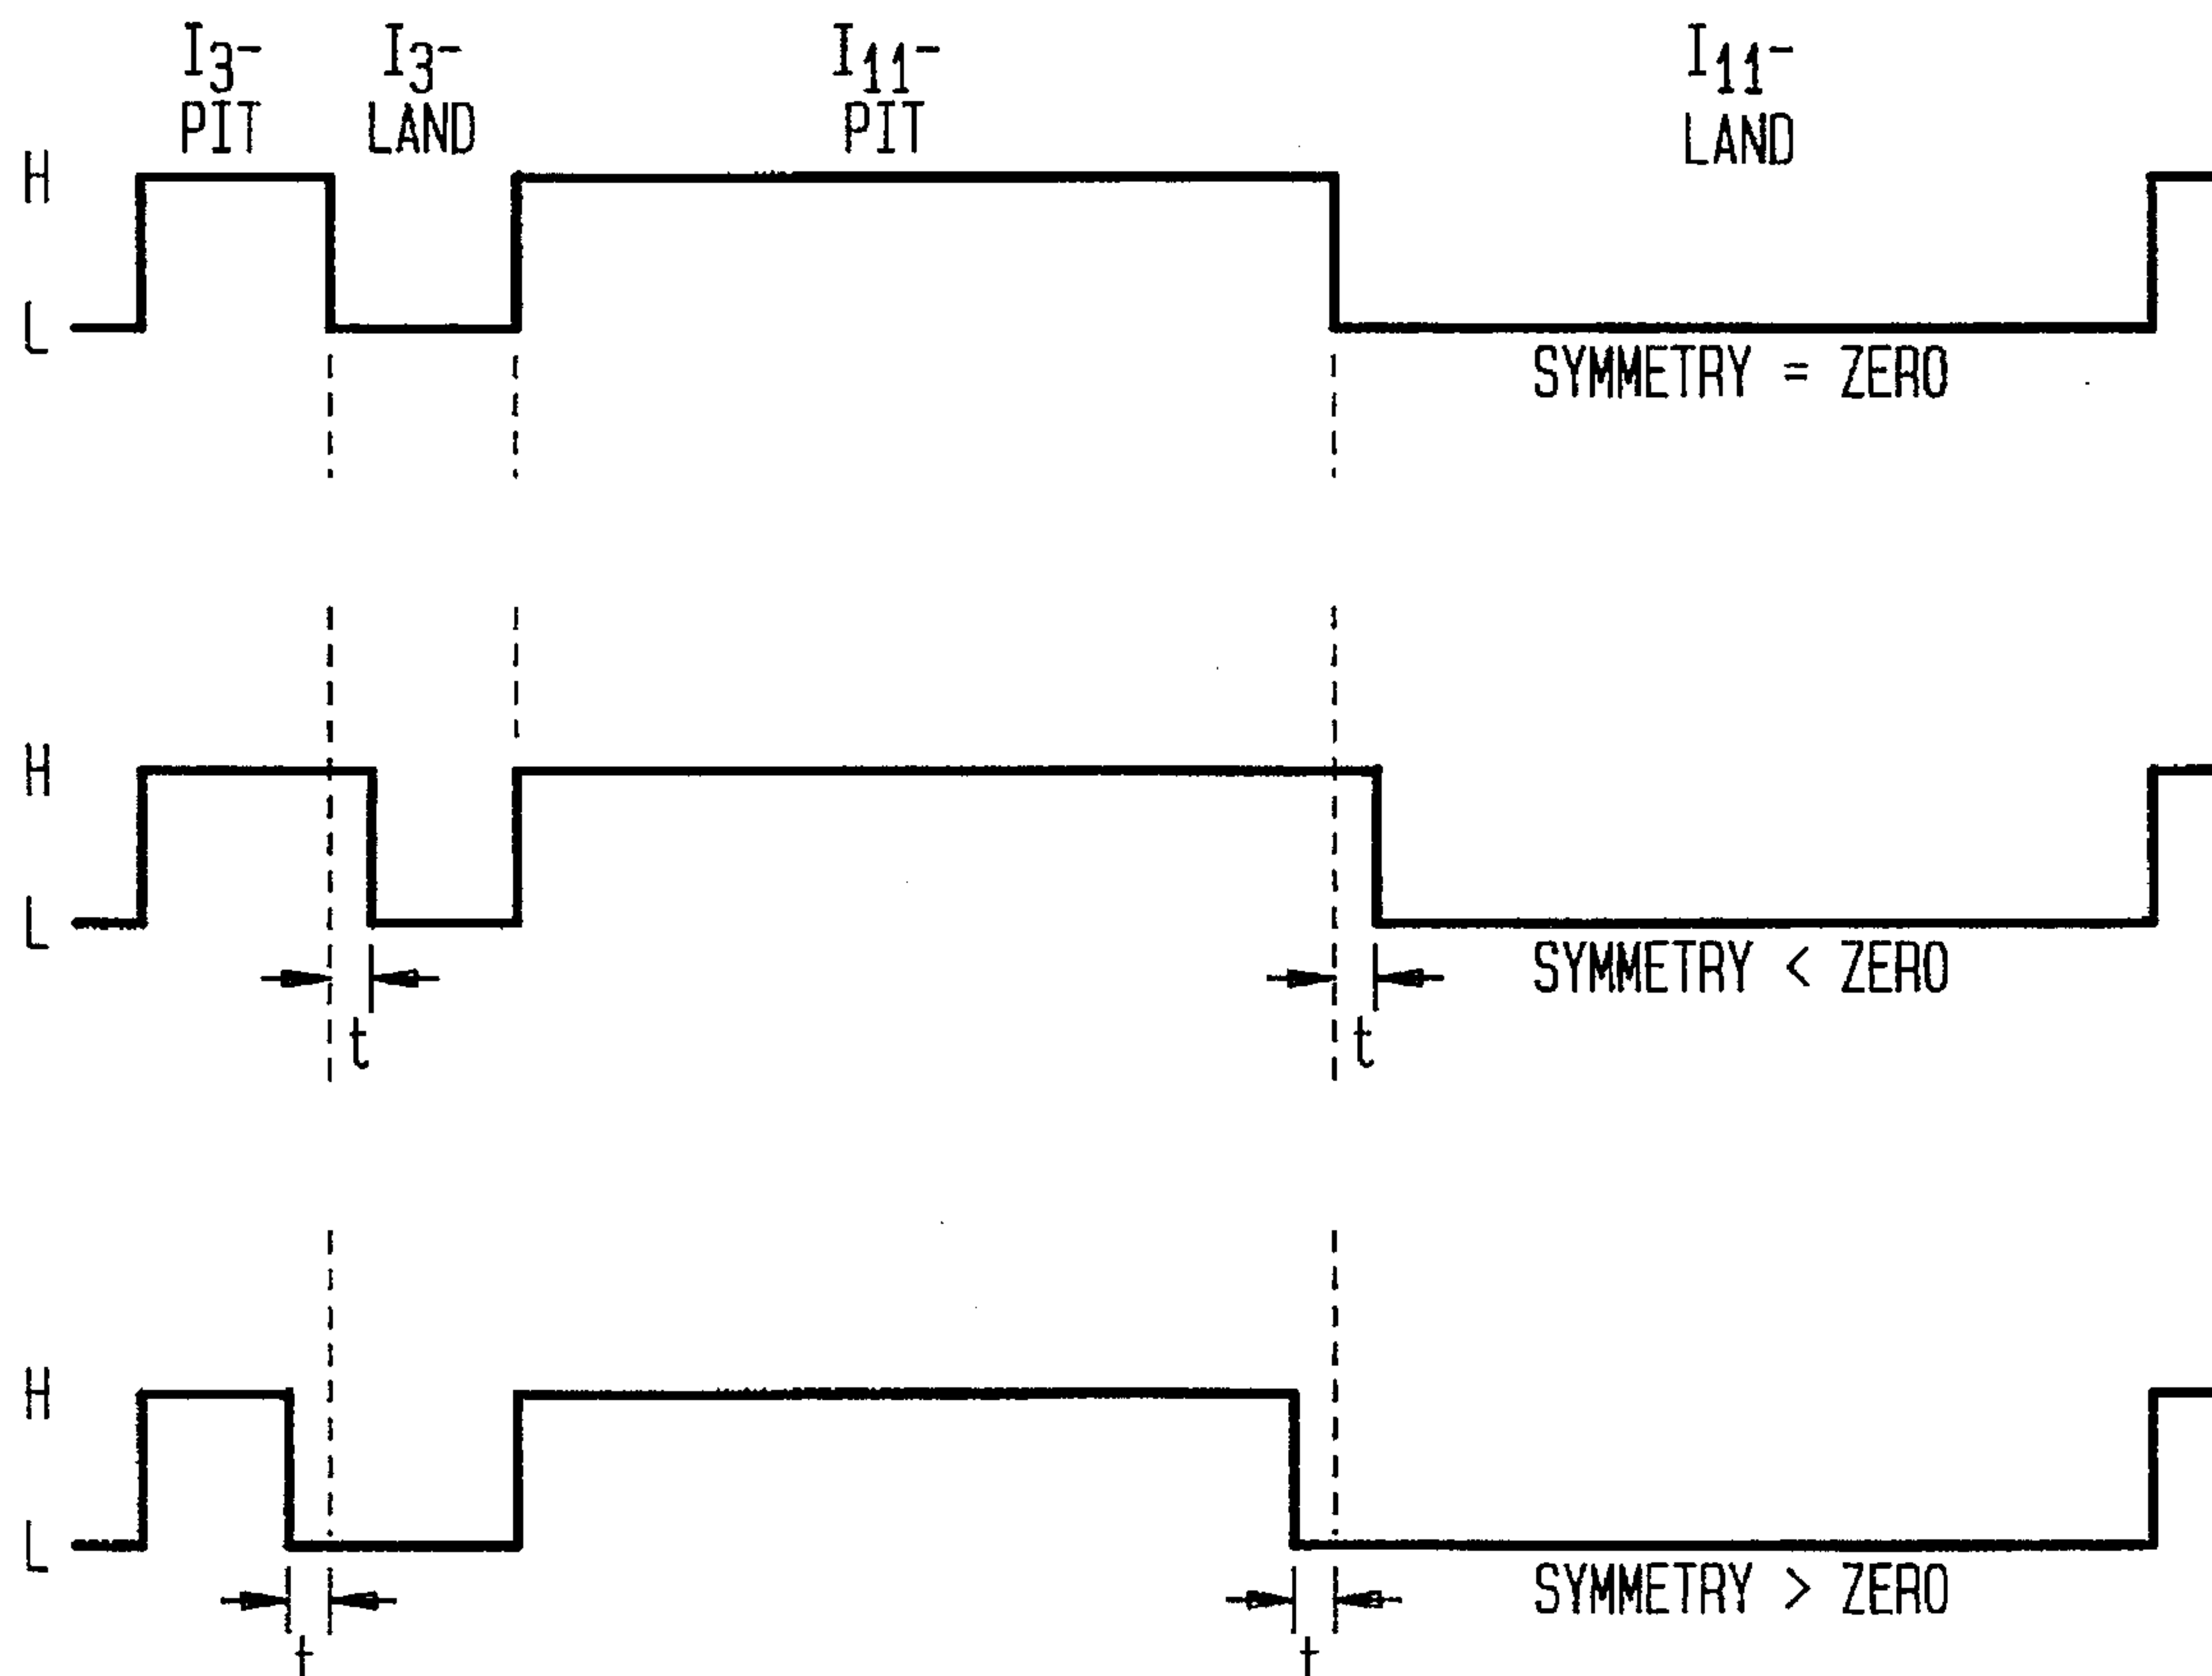 I3- I3- I11- I11-
PIT LAND PIT LAND
H
L
SYMMETRY = ZERO
H
L
SYMMETRY < ZERO
t t
H
L
SYMMETRY > ZERO
t t